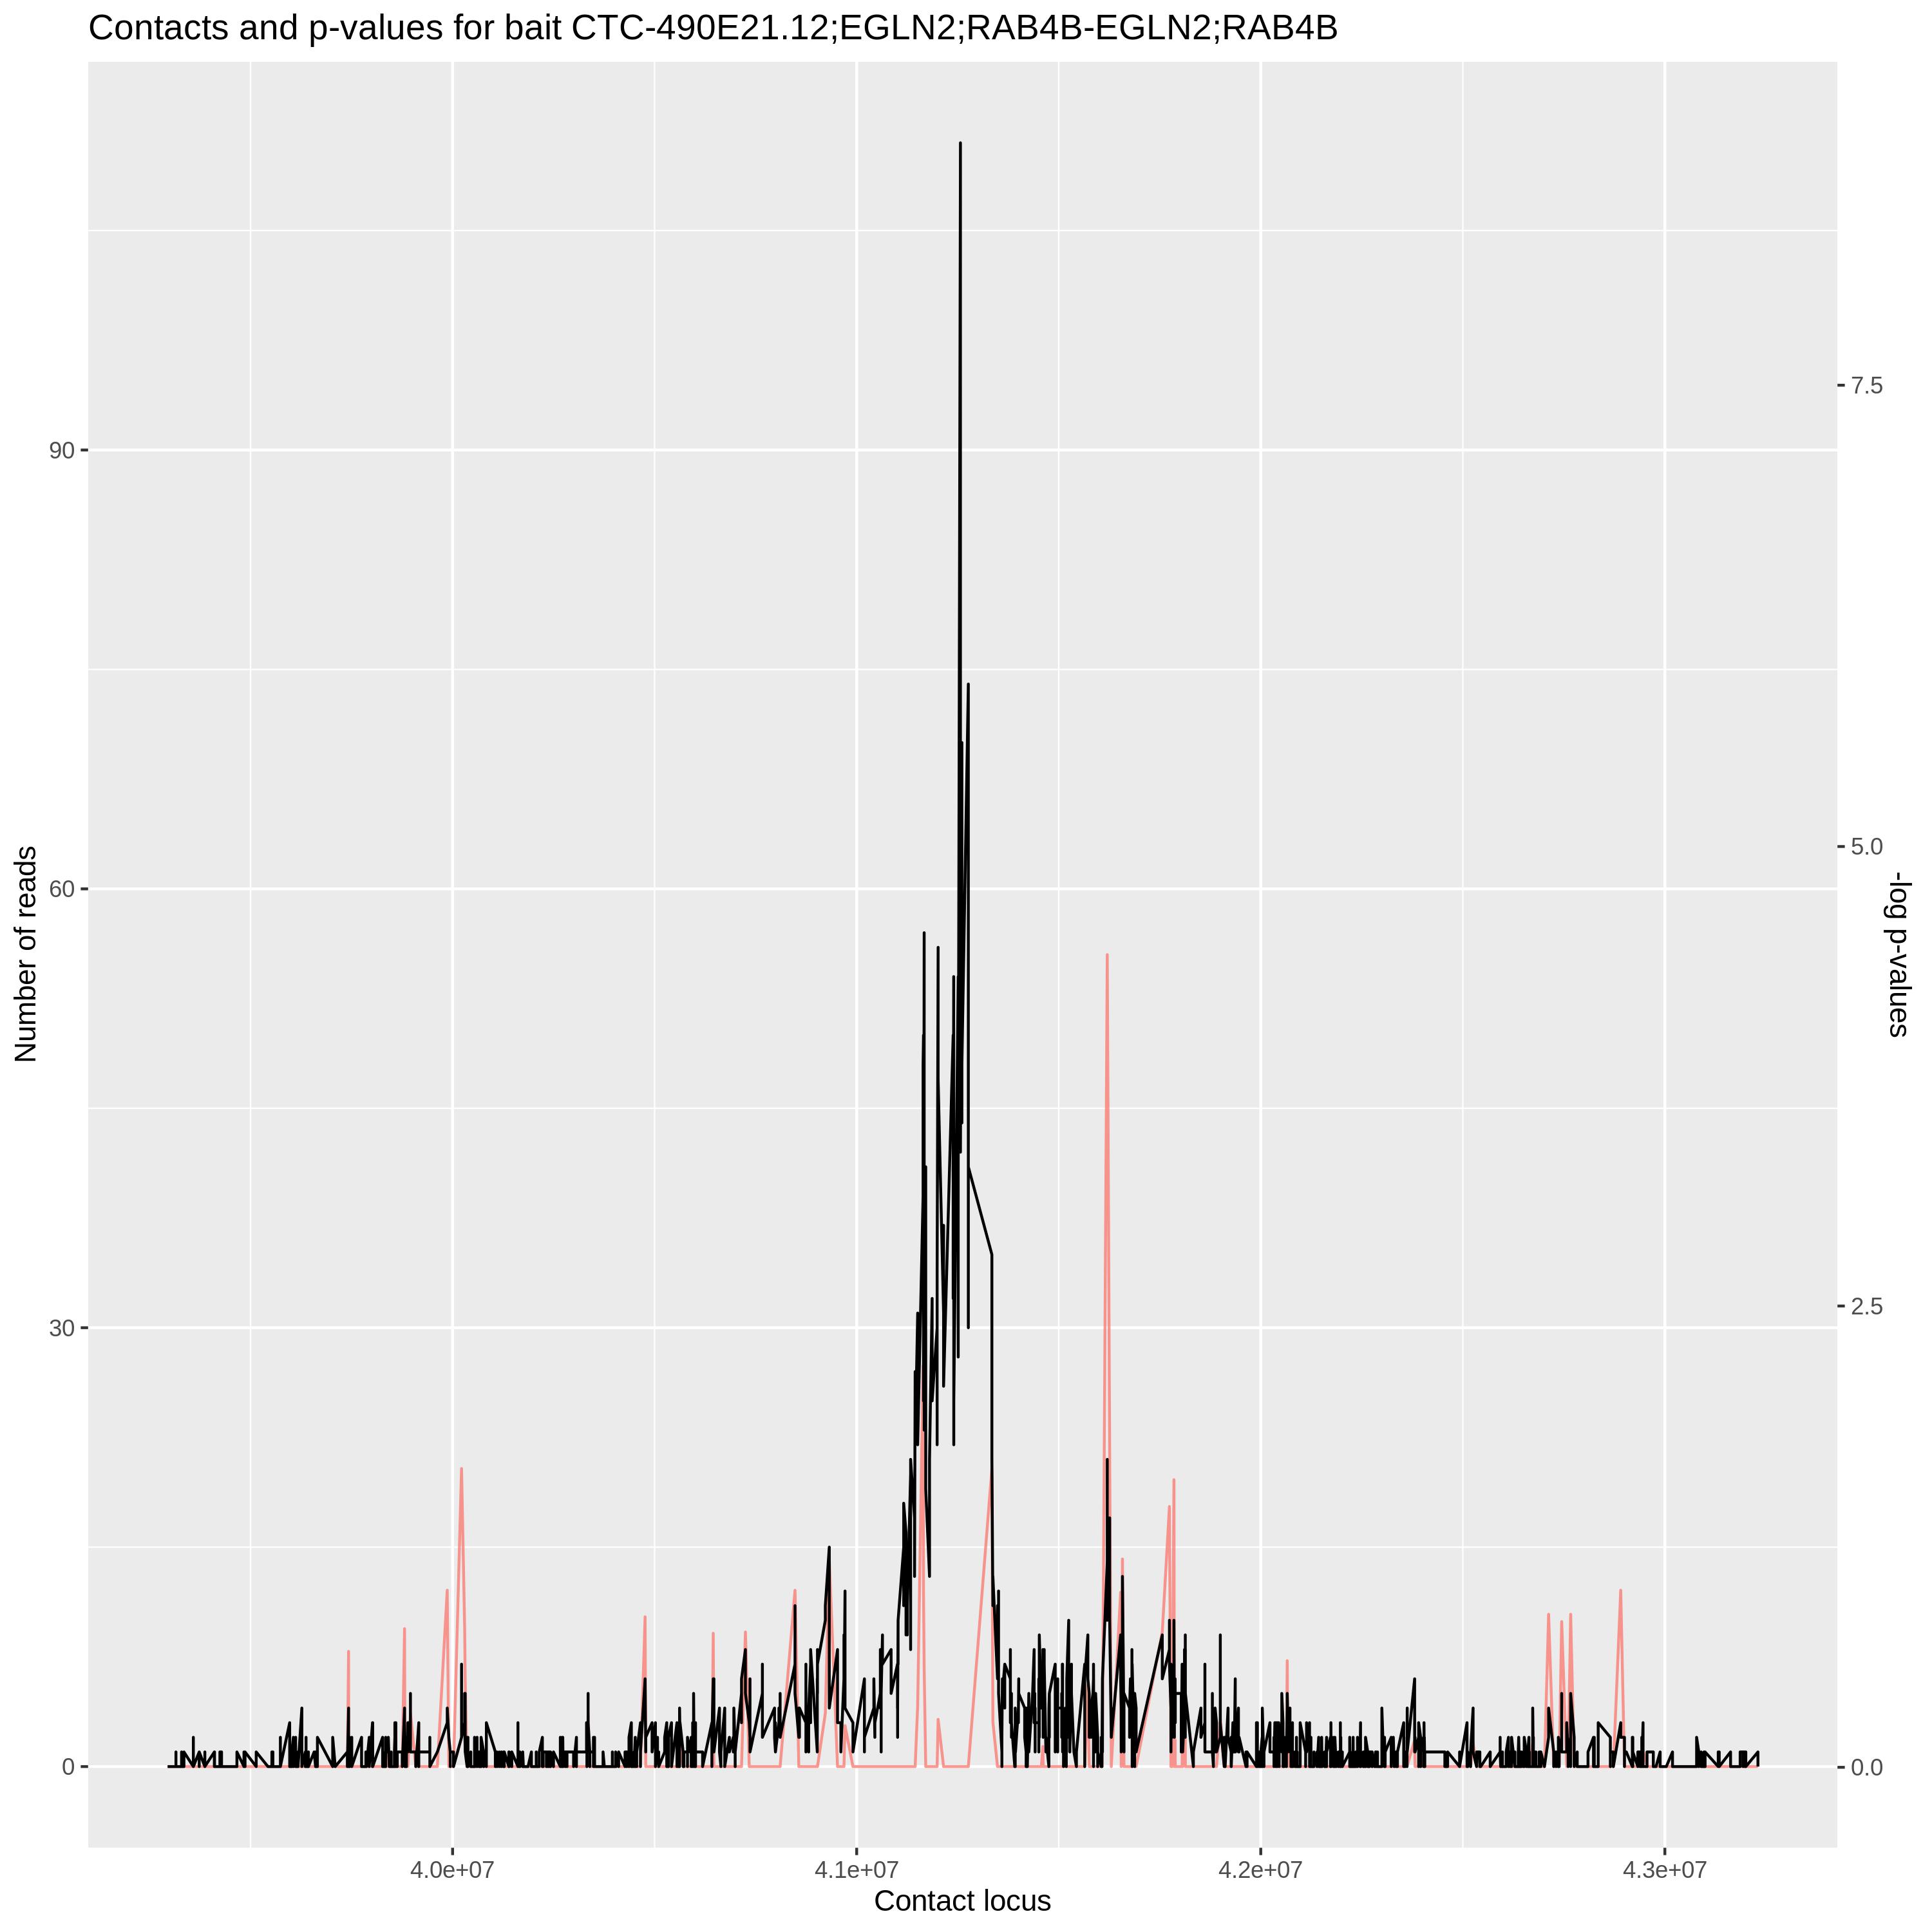 Contacts and p-values for bait CTC-490E21.12;EGLN2;RAB4B-EGLN2;RAB4B
Number of reads
90
60
30
0
7.5
5.0
2.5
0.0
-log p-values
4.0e+07
4.1e+07
4.2e+07
4.3e+07
Contact locus